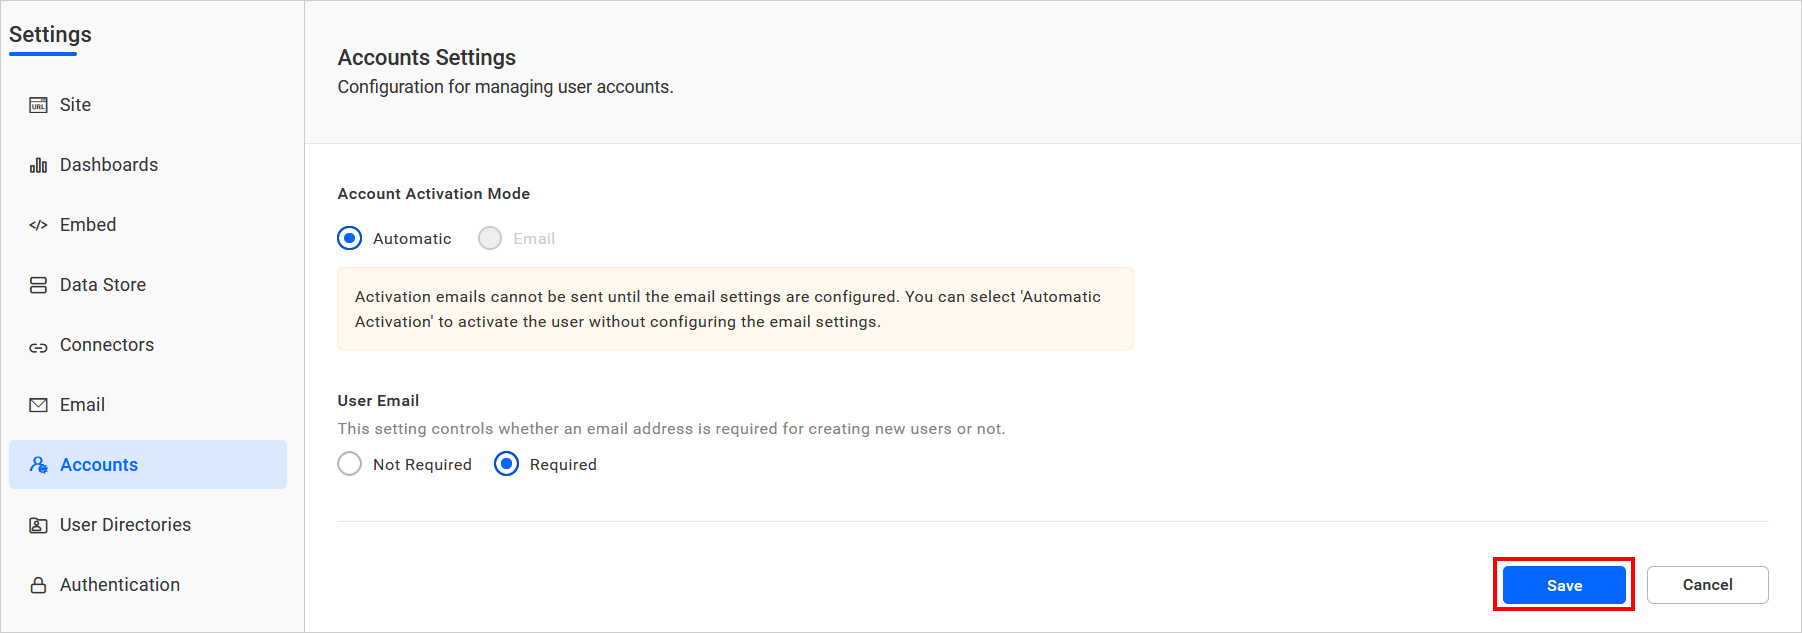 Settings
URL
Site
Dashboards
Embed
Data Store
Connectors
Email
Accounts
User Directories
Authentication
Accounts Settings
Configuration for managing user accounts.
Account Activation Mode
Automatic Email
Activation emails cannot be sent until the email settings are configured. You can select 'Automatic
Activation' to activate the user without configuring the email settings.
User Email
This setting controls whether an email address is required for creating new users or not.
Not Required Required
Save Cancel